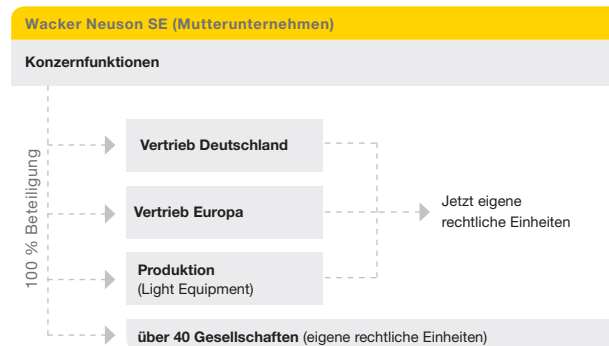 Wacker Neuson SE (Mutterunternehmen)
Konzernfunktionen
100 % Beteiligung
Vertrieb Deutschland
Vertrieb Europa
Produktion
(Light Equipment)
Jetzt eigene
rechtliche Einheiten
über 40 Gesellschaften (eigene rechtliche Einheiten)